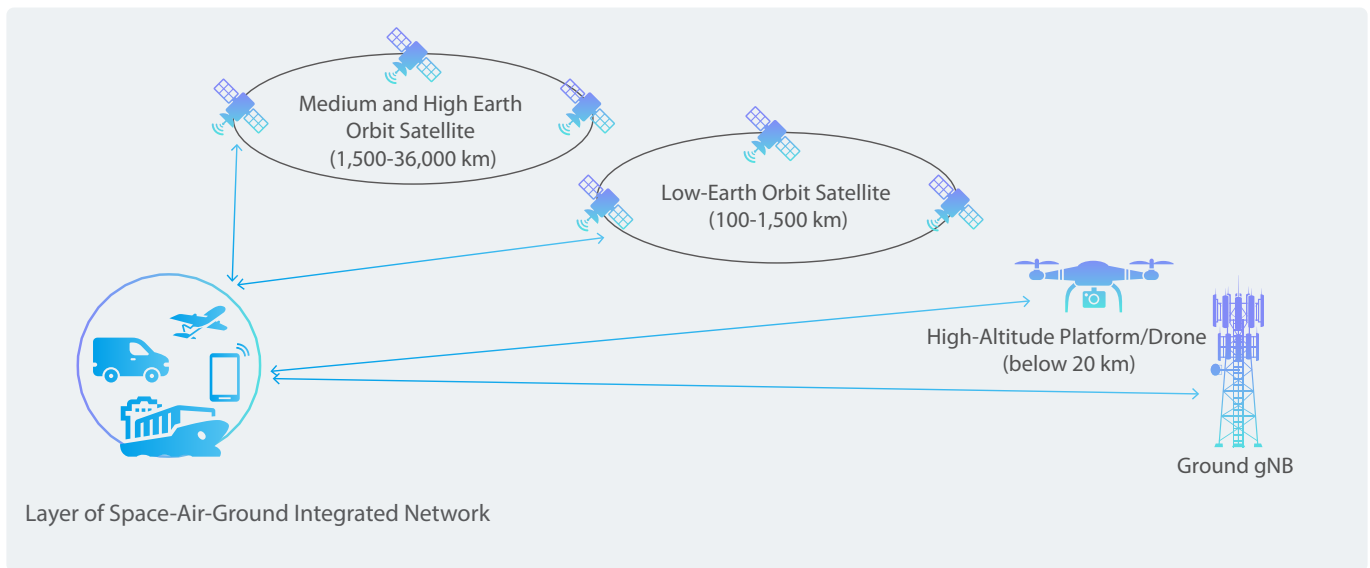 Medium and High Earth
Orbit Satellite
(1,500-36,000 km)
Low-Earth Orbit Satellite
(100-1,500 km)
High-Altitude Platform/Drone
(below 20 km)
Ground gNB
Layer of Space-Air-Ground Integrated Network